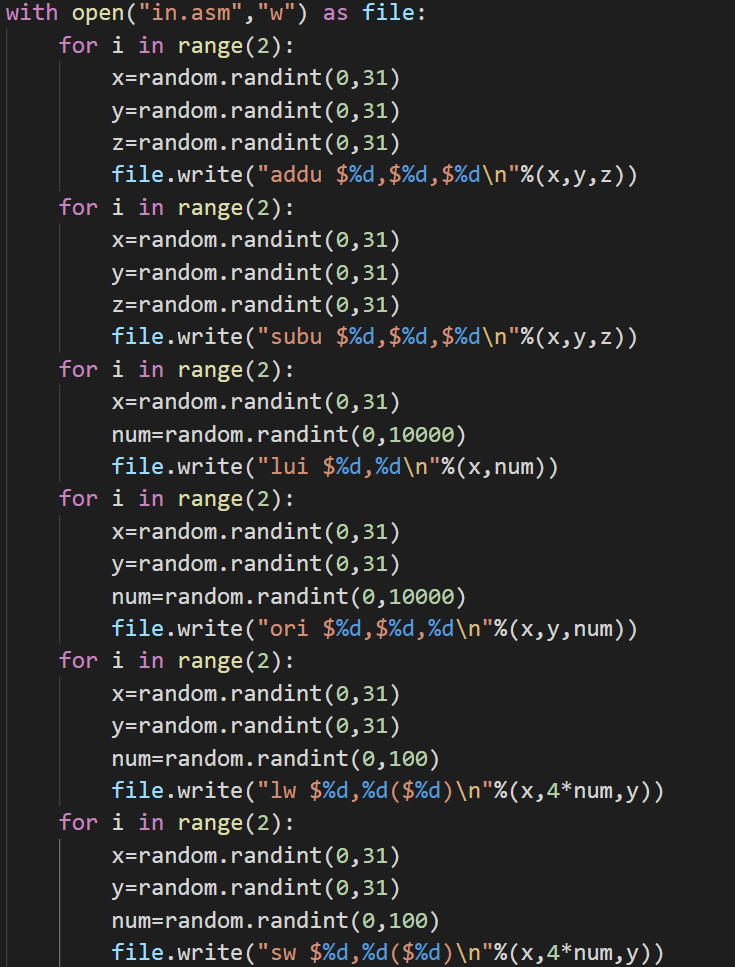 with open("in.asm","w") as file:
    for i in range(2):
        x=random.randint(0,31)
        y=random.randint(0,31)
        z=random.randint(0,31)
        file.write("addu $%d,$%d,$%d\n"%(x,y,z))
    for i in range(2):
        x=random.randint(0,31)
        y=random.randint(0,31)
        z=random.randint(0,31)
        file.write("subu $%d,$%d,$%d\n"%(x,y,z))
    for i in range(2):
        x=random.randint(0,31)
        num=random.randint(0,10000)
        file.write("lui $%d,%d\n"%(x,num))
    for i in range(2):
        x=random.randint(0,31)
        y=random.randint(0,31)
        num=random.randint(0,10000)
        file.write("ori $%d,$%d,%d\n"%(x,y,num))
    for i in range(2):
        x=random.randint(0,31)
        y=random.randint(0,31)
        num=random.randint(0,100)
        file.write("lw $%d,%d($%d)\n"%(x,4*num,y))
    for i in range(2):
        x=random.randint(0,31)
        y=random.randint(0,31)
        num=random.randint(0,100)
        file.write("sw $%d,%d($%d)\n"%(x,4*num,y))